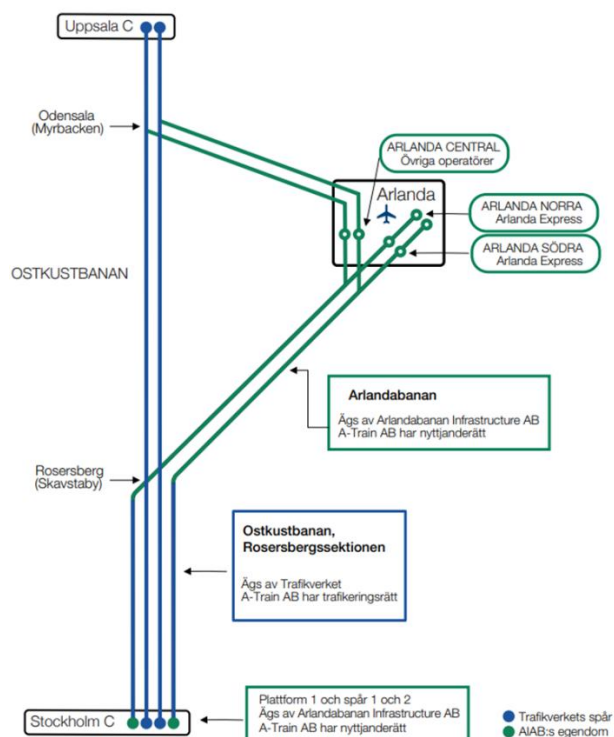 Uppsala C
Odensala
(Myrbacken)
ARLANDA CENTRAL
Övriga operatörer
Arlanda
ARLANDA NORRA
Arlanda Express
ARLANDA SÖDRA
Arlanda Express
OSTKUSTBANAN
Arlandabanan
Ägs av Arlandabanan Infrastructure AB
A-Train AB har nyttjanderätt
Rosersberg
(Skavstaby)
Ostkustbanan,
Rosersbergssektionen
Ägs av Trafikverket
A-Train AB har trafikeringsrätt
Plattform 1 och spår 1 och 2
Ägs av Arlandabanan Infrastructure AB
A-Train AB har nyttjanderätt
Stockholm C
Trafikverkets spår
AIAB:s egendom